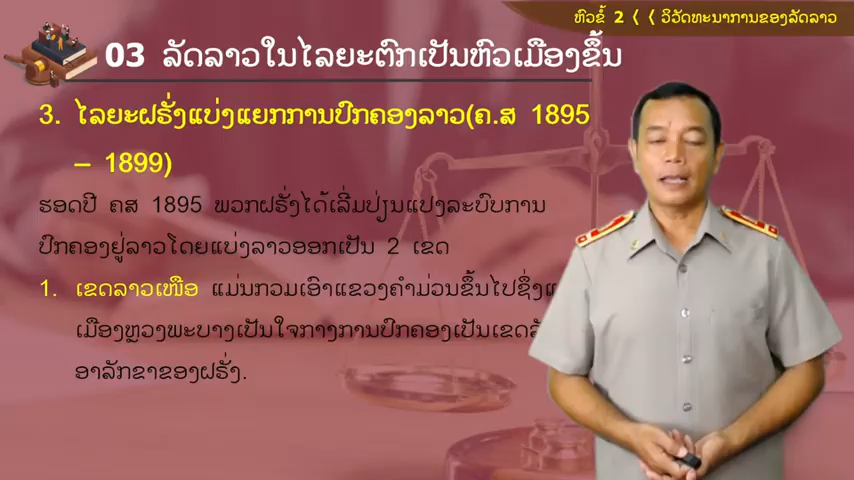 ຫົວຂໍ້ 2 ❬ ❬ ວິວັດທະນາການຂອງລັດລາວ
03 ລັດລາວໃນໄລຍະຕົກເປັນຫົວເມືອງຂຶ້ນ
3. ໄລຍະຝຣັ່ງແບ່ງແຍກການປົກຄອງລາວ(ຄ.ສ 1895
– 1899)
ຮອດປີ ຄສ 1895 ພວກຝຣັ່ງໄດ້ເລີ່ມປ່ຽນແປງລະບົບການ
ປົກຄອງຢູ່ລາວໂດຍແບ່ງລາວອອກເປັນ 2 ເຂດ
1. ເຂດລາວເໜືອ ແມ່ນກວມເອົາແຂວງຄຳມ່ວນຂຶ້ນໄປຊຶ່ງ
ເມືອງຫຼວງພະບາງເປັນໃຈກາງການປົກຄອງເປັນເຂດ
ອາລັກຂາຂອງຝຣັ່ງ.